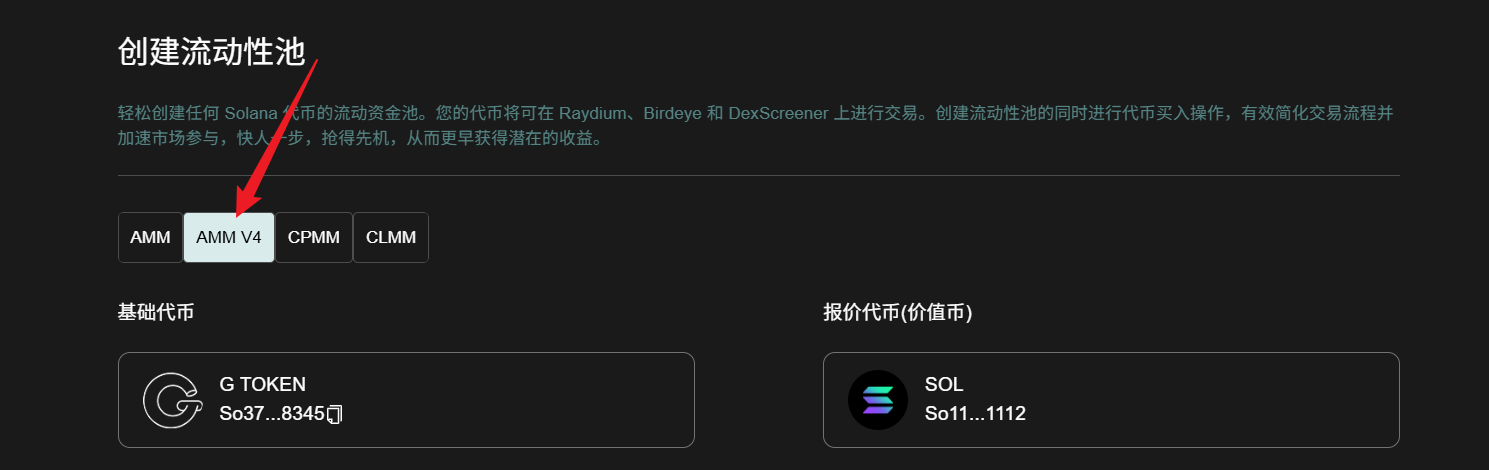 创建流动性池
轻松创建任何 Solana 代币的流动资金池。您的代币将可在 Raydium、Birdeye 和 DexScreener 上进行交易。创建流动性池的同时进行代币买入操作，有效简化交易流程并
加速市场参与，快人一步，抢得先机，从而更早获得潜在的收益。
AMM AMM V4 CPMM CLMM
基础代币 报价代币(价值币)
G TOKEN SOL
So37...8345 So11...1112